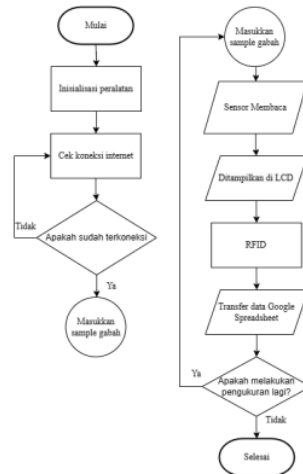 Mulai
Inisialisasi peralatan
Cek koneksi internet
Tidak
Apakah sudah terkoneksi
Ya
Masukkan
sample gabah
Masukkan
sample gabah
Sensor Membaca
Ditampilkan di LCD
RFID
Transfer data Google
Spreadsheet
Ya
Apakah melakukan
pengukuran lagi?
Tidak
Selesai